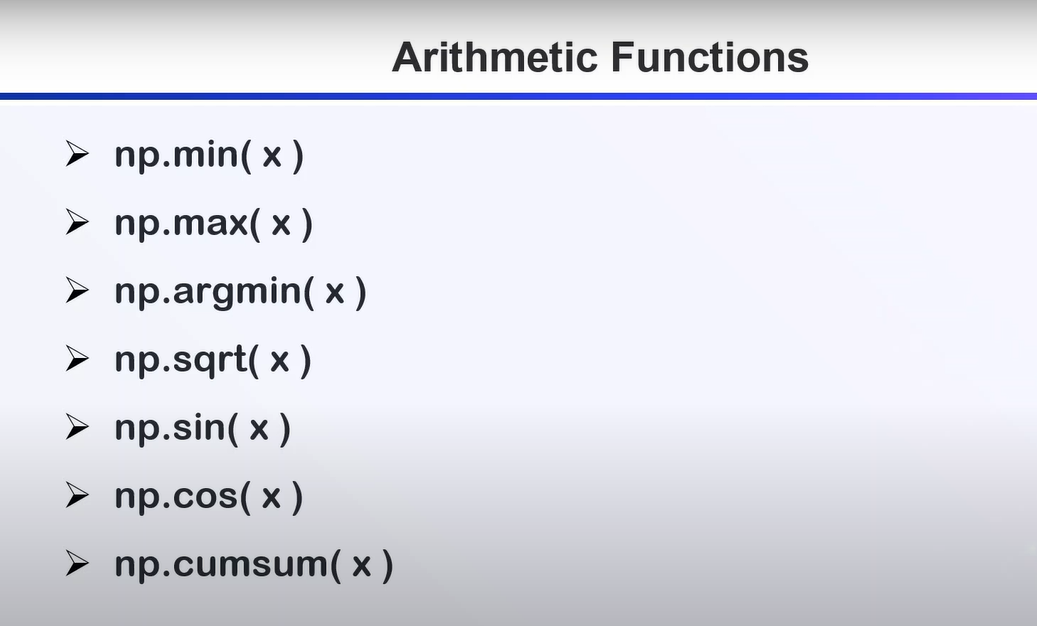 Arithmetic Functions
➢ np.min( x )
➢ np.max( x )
➢ np.argmin( x )
➢ np.sqrt( x )
➢ np.sin( x )
➢ np.cos( x )
➢ np.cumsum( x )